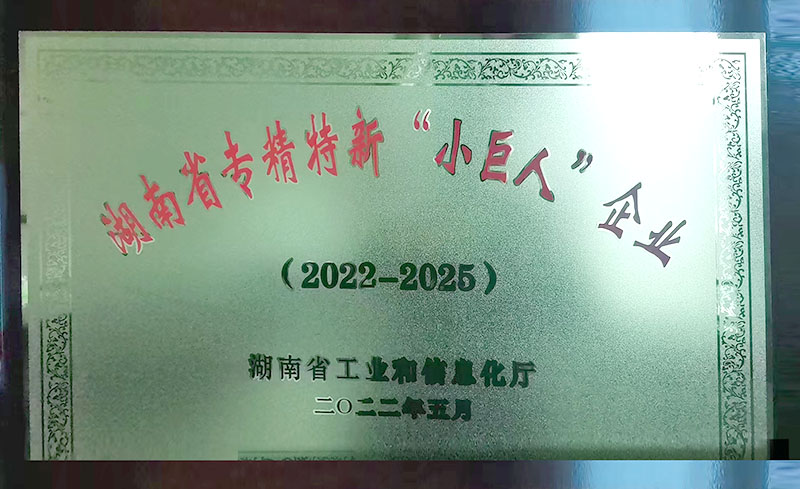 湖南省专精特新“小巨人”企业
（2022-2025）
湖南省工业和信息化厅
二〇二二年五月